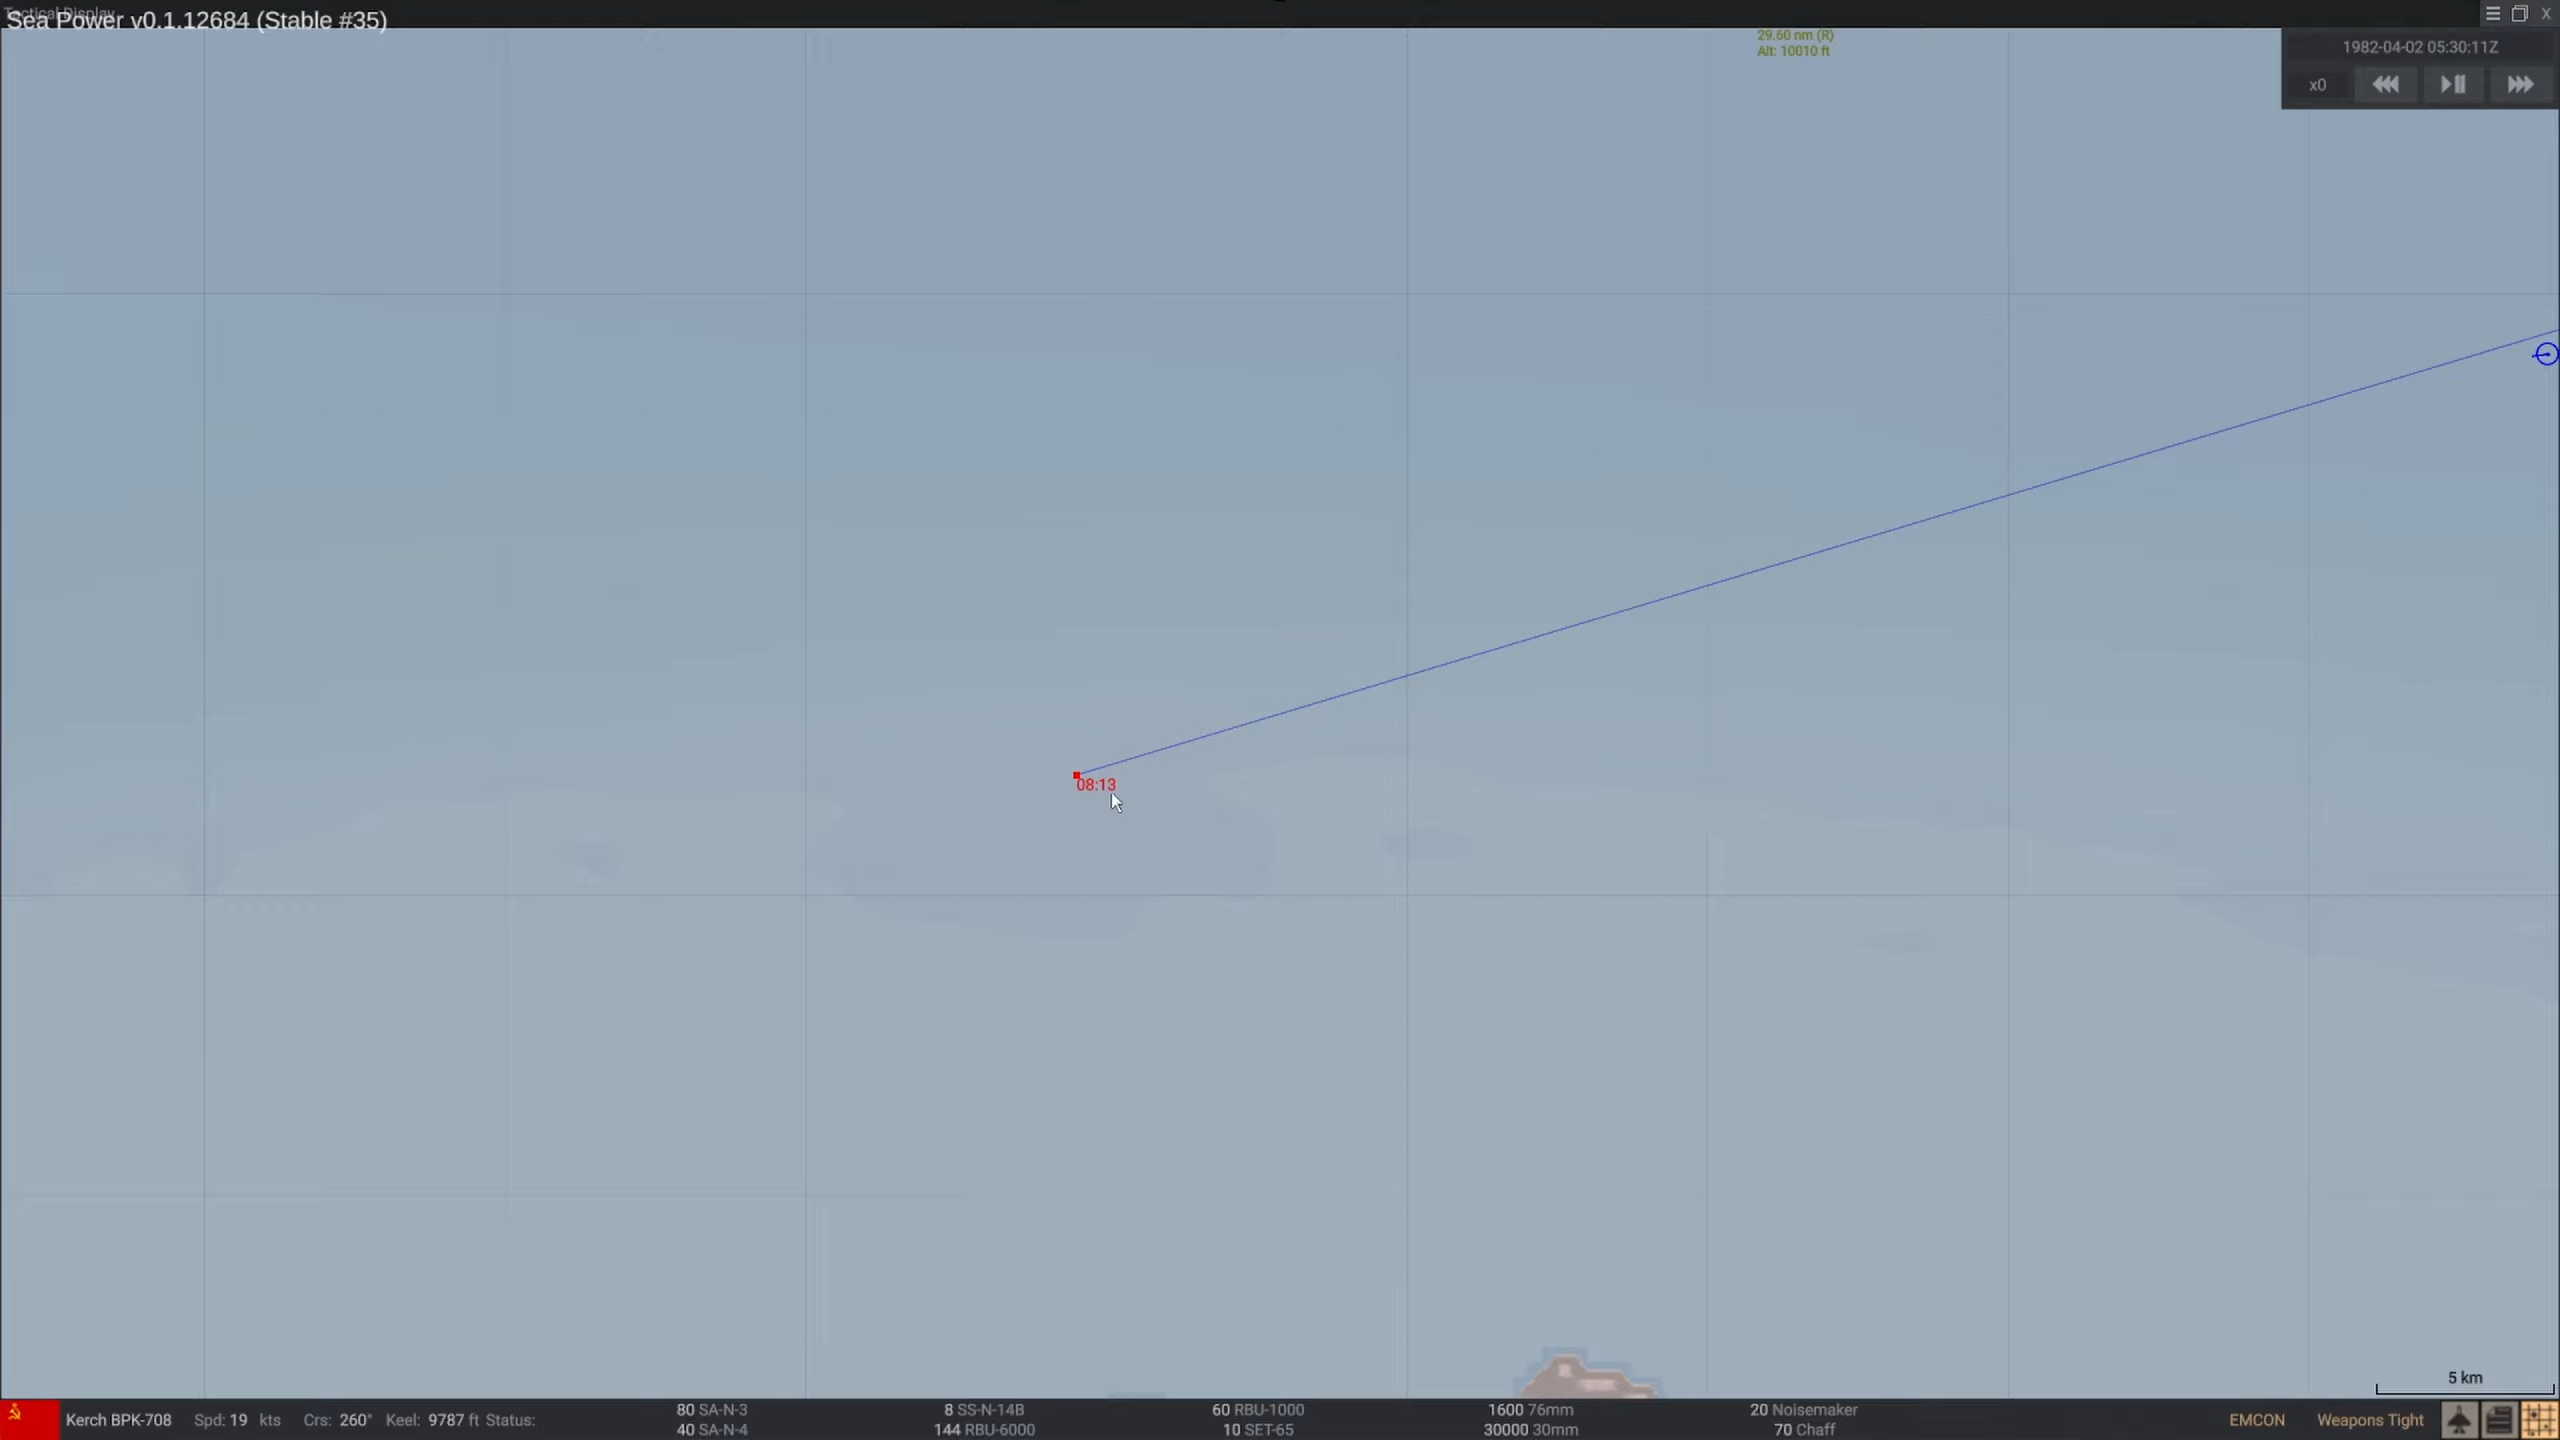 Tactical Display
Sea Power v0.1.12684 (Stable #35)
X
29.60 nm (R)
Alt: 10010 ft
1982-04-02 05:30:11Z
x0
08:13
5 km
Kerch BPK-708 Spd: 19 kts Crs: 260° Keel: 9787 ft Status:
80 SA-N-3 8 SS-N-14B 60 RBU-1000 1600 76mm 20 Noisemaker
40 SA-N-4 144 RBU-6000 10 SET-65 30000 30mm 70 Chaff
EMCON Weapons Tight